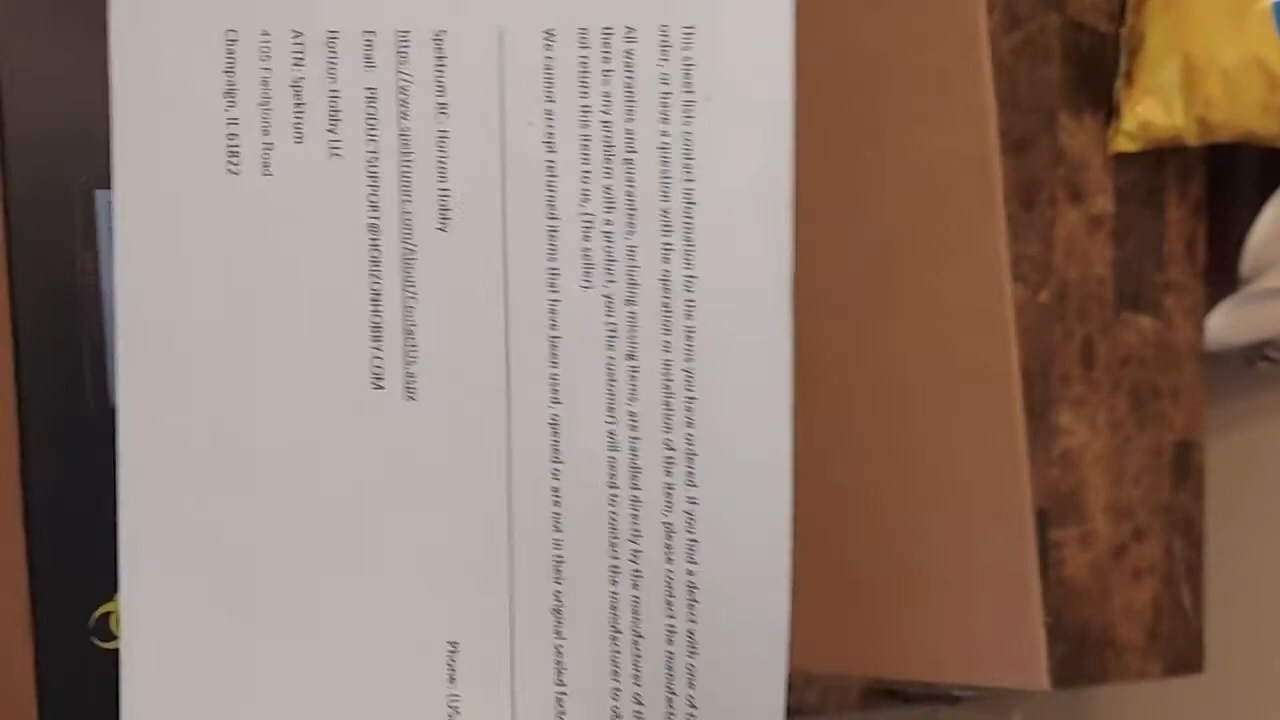 This sheet lists contact information for the items you have ordered. If you find a defect with one of
order, or have a question with the operation or installation of the item, please contact the
All warranties and guaranties, including missing items, are handled directly by the manufacturer of
there be any problem with a product, you (The customer) will need to contact the manufacturer to
not return this item to us, (The seller)
We cannot accept returned items that have been used, opened or are not in their original sealed
Spektrum RC Horizon Hobby
https://www.spektrumrc.com/About/ContactUs.aspx
Email: PRODUCTSUPPORT@HORIZONHOBBY.COM
Horizon Hobby LLC
ATTN: Spektrum
4105 Fieldstone Road
Champaign, IL 61822
Phone: (US